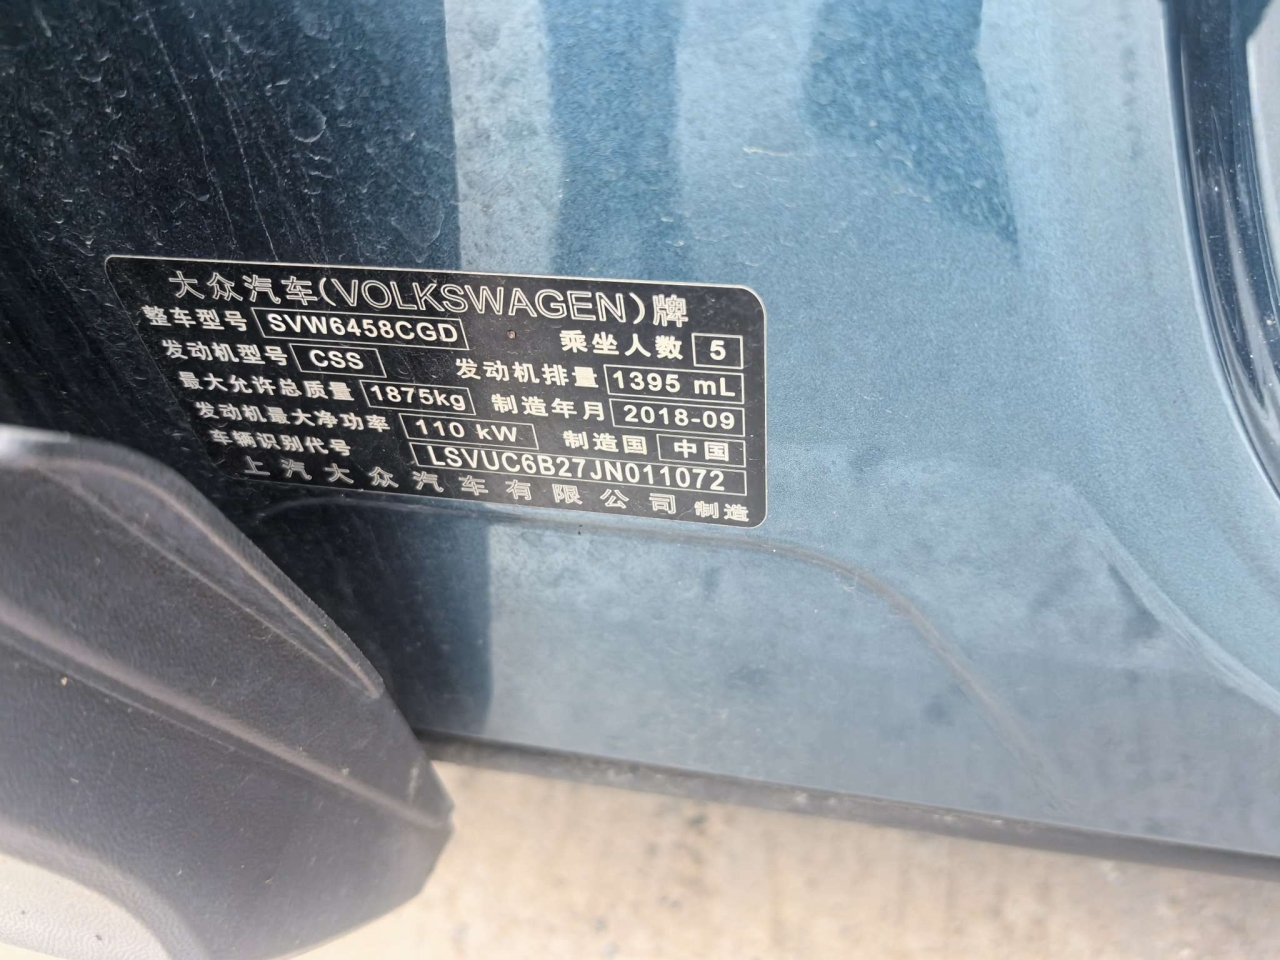 大众汽车(VOLKSWAGEN)牌
整车型号 SVW6458CGD 乘坐人数 5
发动机型号 CSS 发动机排量 1395 mL
最大允许总质量 1875kg 制造年月 2018-09
发动机最大净功率 110 kW 制造国 中国
车辆识别代号 LSVUC6B27JN011072
上汽大众汽车有限公司 制造